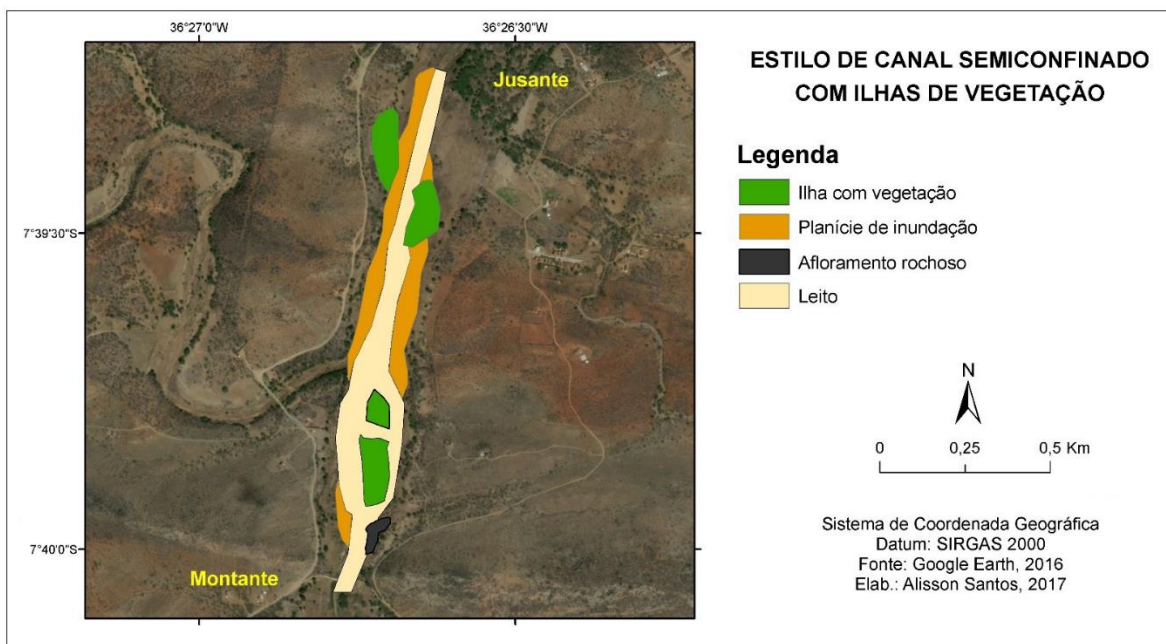 36°27'0"W
36°26'30"W
Jusante
7°39'30"S
7°40'0"S
Montante
ESTILO DE CANAL SEMICONFINADO
COM ILHAS DE VEGETAÇÃO
Legenda
Ilha com vegetação
Planície de inundação
Afloramento rochoso
Leito
N
0 0,25 0,5 Km
Sistema de Coordenada Geográfica
Datum: SIRGAS 2000
Fonte: Google Earth, 2016
Elab.: Alisson Santos, 2017